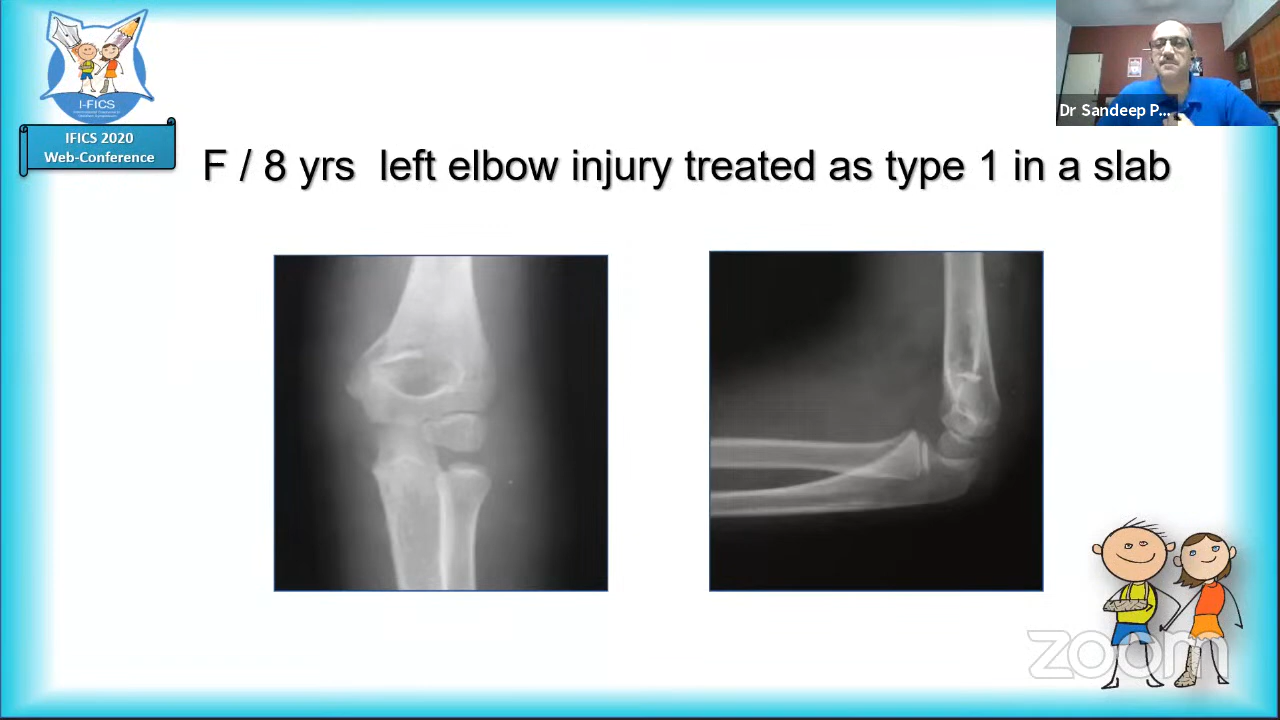 I-FICS
IFICS 2020
Web-Conference
Dr Sandeep P...
F / 8 yrs left elbow injury treated as type 1 in a slab
zoom